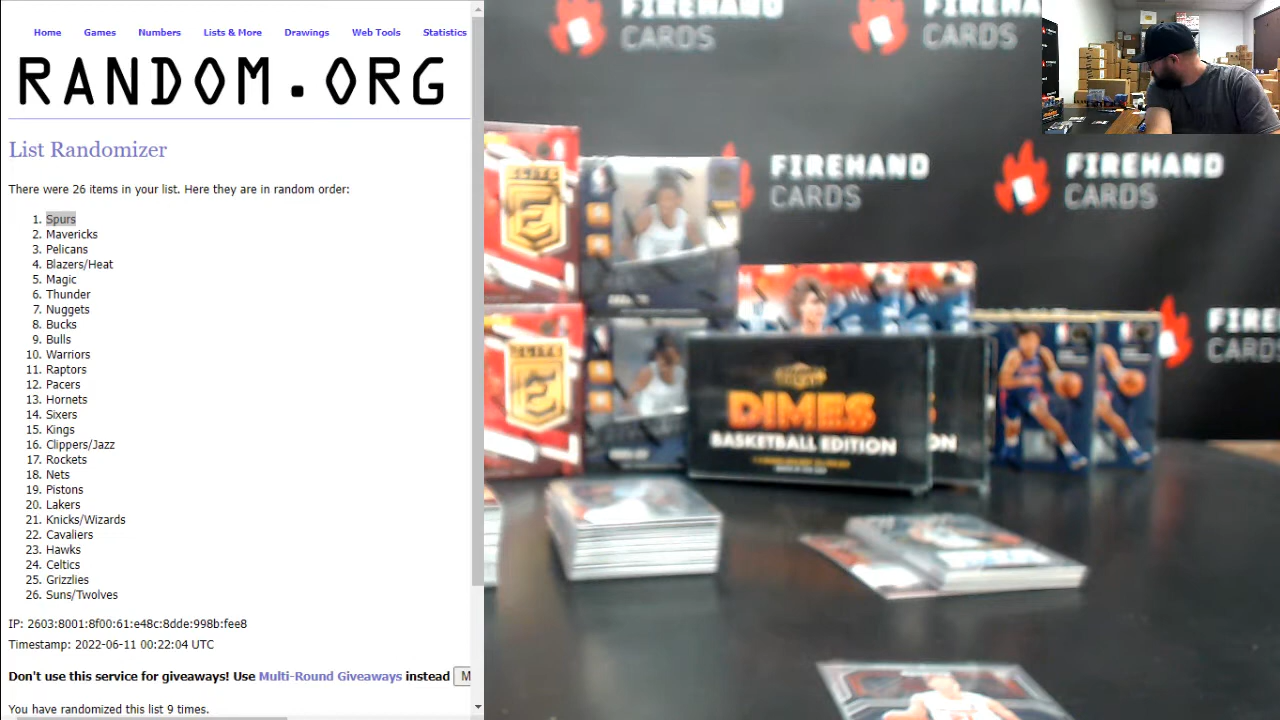 Home Games Numbers Lists & More Drawings Web Tools Statistics
RANDOM.ORG
List Randomizer
There were 26 items in your list. Here they are in random order:
1. Spurs
2. Mavericks
3. Pelicans
4. Blazers/Heat
5. Magic
6. Thunder
7. Nuggets
8. Bucks
9. Bulls
10. Warriors
11. Raptors
12. Pacers
13. Hornets
14. Sixers
15. Kings
16. Clippers/Jazz
17. Rockets
18. Nets
19. Pistons
20. Lakers
21. Knicks/Wizards
22. Cavaliers
23. Hawks
24. Celtics
25. Grizzlies
26. Suns/Twolves
IP: 2603:8001:8f00:61:e48c:8dde:998b:fee8
Timestamp: 2022-06-11 00:22:04 UTC
Don't use this service for giveaways! Use Multi-Round Giveaways instead M
You have randomized this list 9 times.
FIREHAND
CARDS
FIREHA
CARDS
FIREHAND
CARDS
FIREHAND
CARDS
FIRE
CARD
ELITE
E
ELITE
E
DIMES
BASKETBALL EDITION
ON